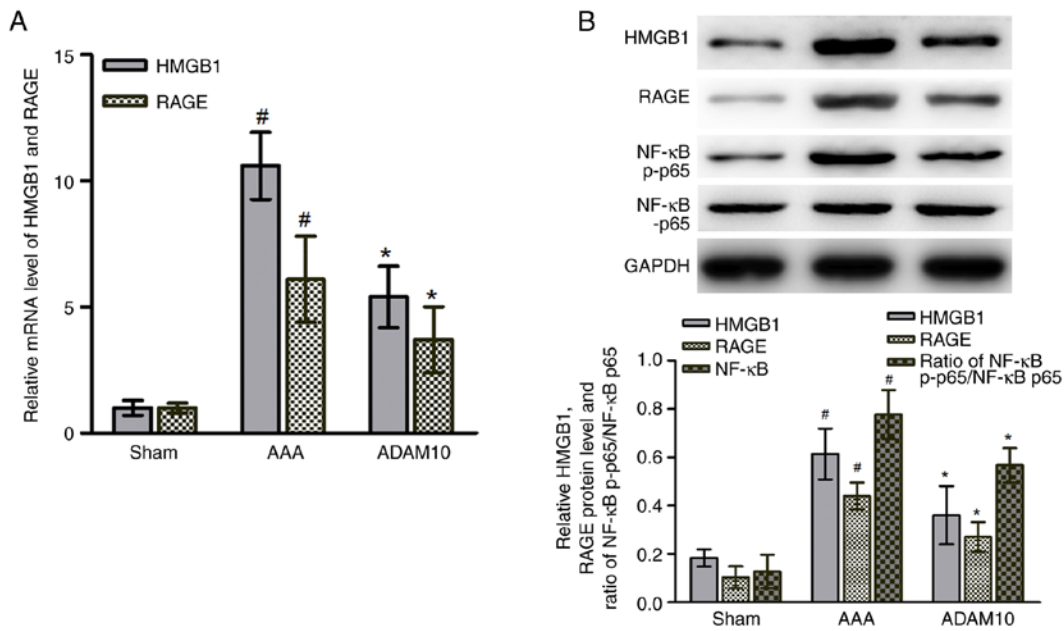 A
Relative mRNA level of HMGB1 and RAGE
15
10
5
0
HMGB1
RAGE
#
#
*
*
Sham
AAA
ADAM10
B
HMGB1
RAGE
NF-κB
p-p65
NF-κB
-p65
GAPDH
HMGB1
RAGE
NF-κB
HMGB1
RAGE
Ratio of NF-κB
p-p65/NF-κB p65
Relative HMGB1,
RAGE protein level and
ratio of NF-κB p-p65/NF-κB p65
1.0
0.8
0.6
0.4
0.2
0.0
#
#
#
*
*
*
Sham
AAA
ADAM10